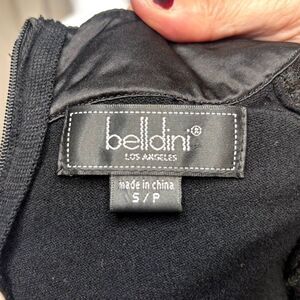 belldini®
LOS ANGELES
made in china
S / P